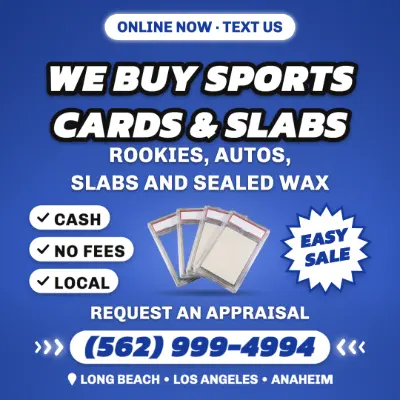 ONLINE NOW · TEXT US
WE BUY SPORTS
CARDS & SLABS
ROOKIES, AUTOS,
SLABS AND SEALED WAX
CASH
NO FEES
LOCAL
EASY
SALE
REQUEST AN APPRAISAL
(562) 999-4994
LONG BEACH • LOS ANGELES • ANAHEIM